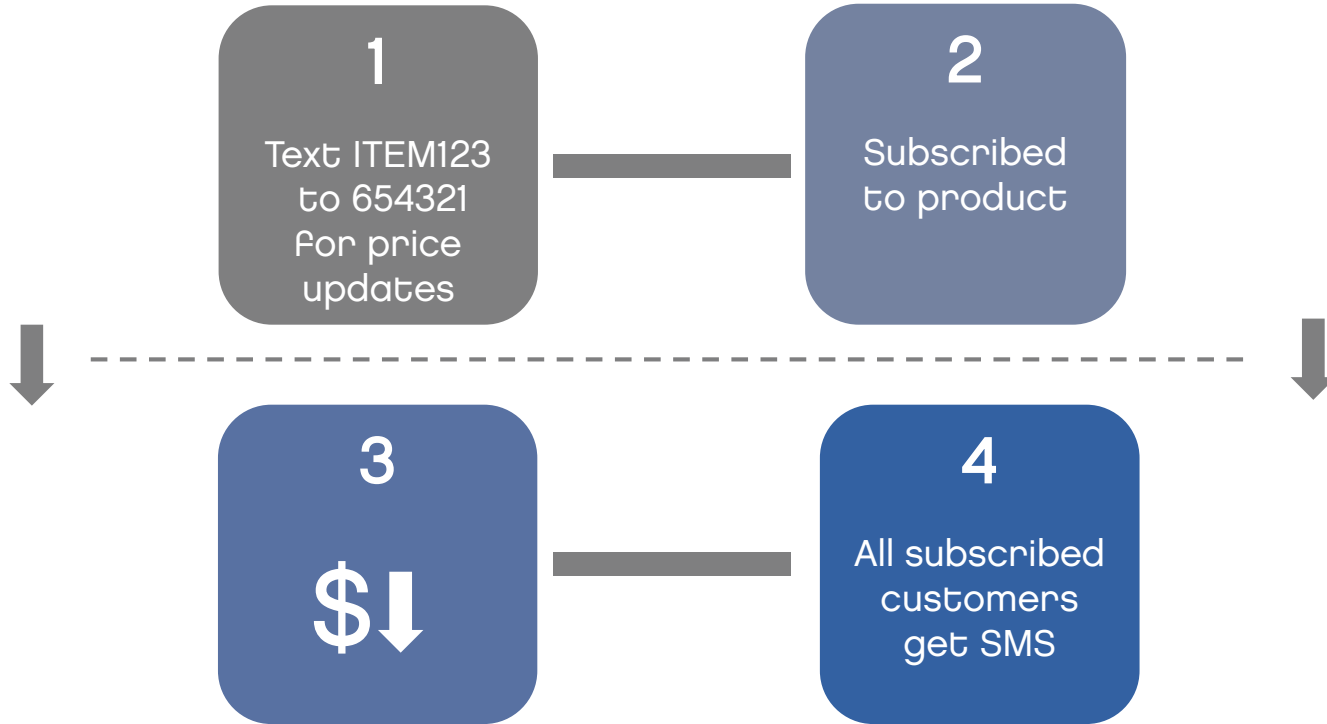 1
Text ITEM123
to 654321
for price
updates
2
Subscribed
to product
3
$
4
All subscribed
customers
get SMS